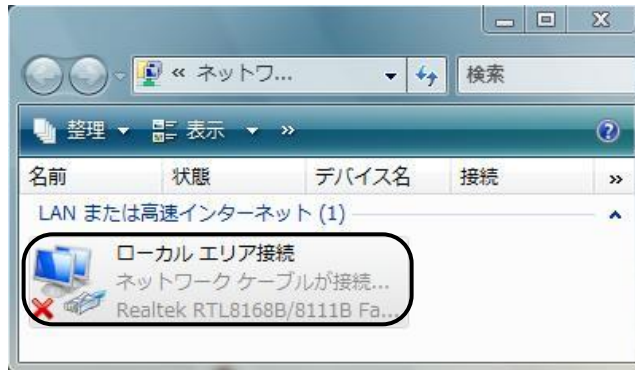 « ネットワ...
検索
整理 表示 »
名前 状態 デバイス名 接続 »
LAN または高速インターネット (1)
ローカル エリア接続
ネットワーク ケーブルが接続...
Realtek RTL8168B/8111B Fa...